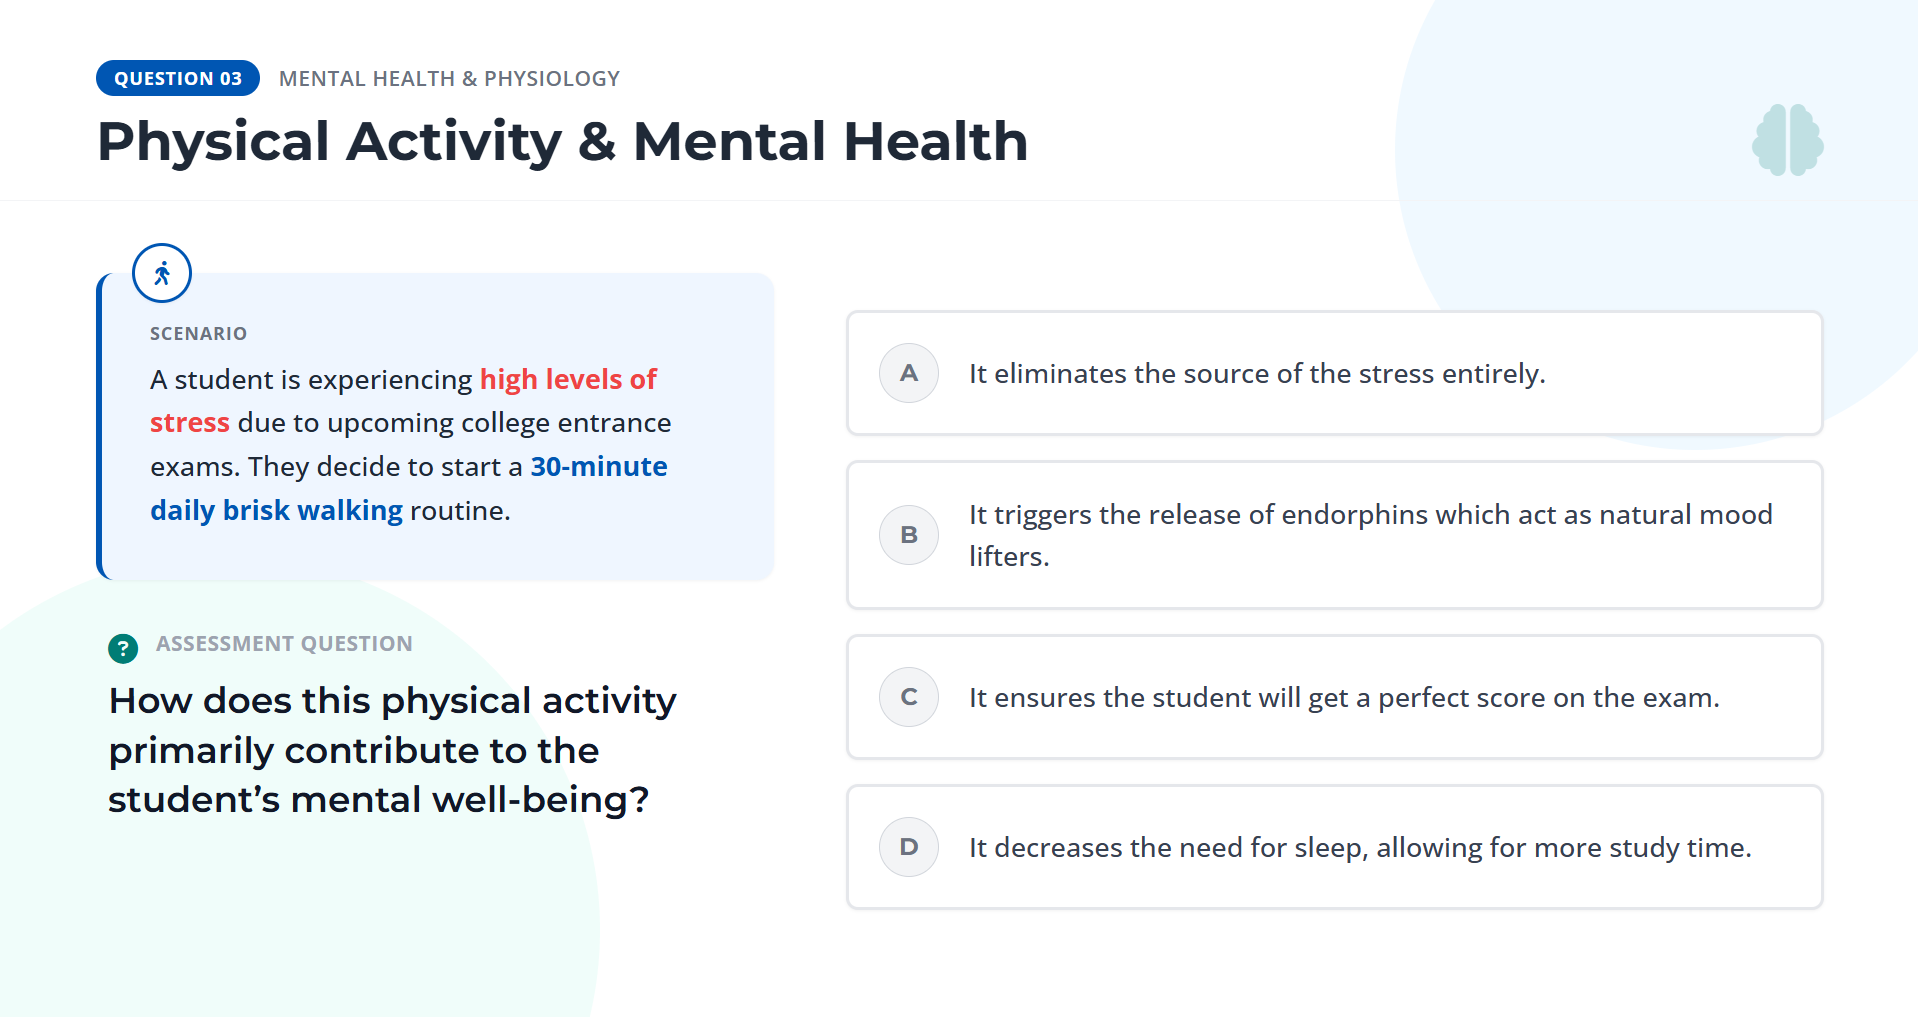 QUESTION 03
MENTAL HEALTH & PHYSIOLOGY
Physical Activity & Mental Health
SCENARIO
A student is experiencing high levels of
stress due to upcoming college entrance
exams. They decide to start a 30-minute
daily brisk walking routine.
?
ASSESSMENT QUESTION
How does this physical activity
primarily contribute to the
student’s mental well-being?
A
It eliminates the source of the stress entirely.
B
It triggers the release of endorphins which act as natural mood
lifters.
C
It ensures the student will get a perfect score on the exam.
D
It decreases the need for sleep, allowing for more study time.